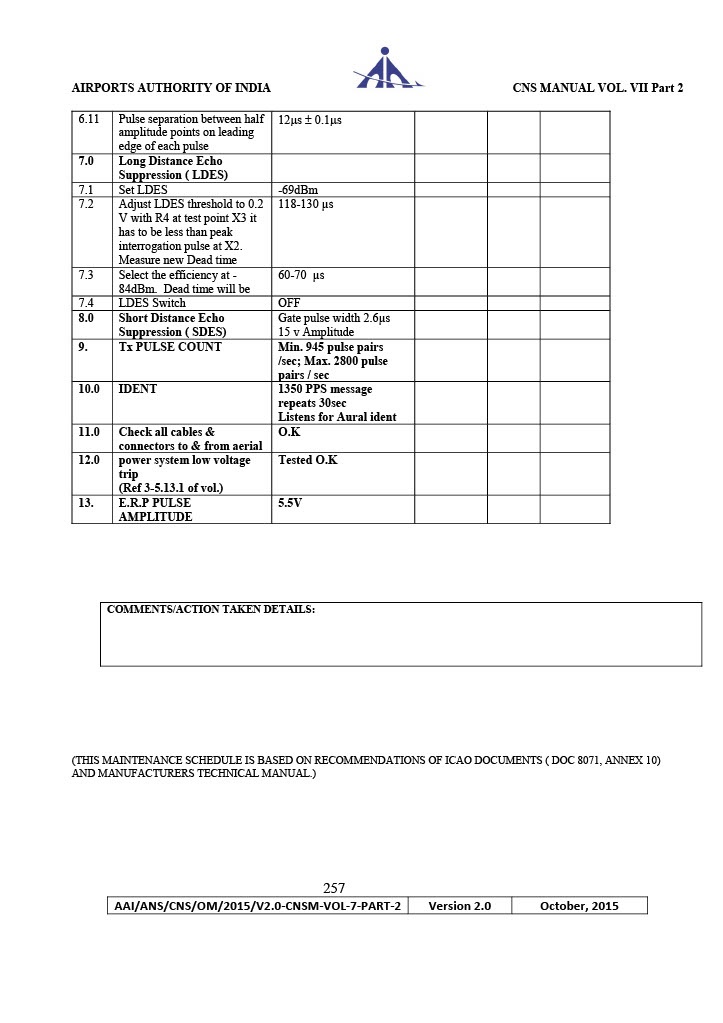 AIRPORTS AUTHORITY OF INDIA CNS MANUAL VOL. VII Part 2
6.11 Pulse separation between half 12µs ± 0.1µs
amplitude points on leading
edge of each pulse
7.0 Long Distance Echo
Suppression ( LDES)
7.1 Set LDES -69dBm
7.2 Adjust LDES threshold to 0.2 118-130 µs
V with R4 at test point X3 it
has to be less than peak
interrogation pulse at X2.
Measure new Dead time
7.3 Select the efficiency at - 60-70 µs
84dBm. Dead time will be
7.4 LDES Switch OFF
8.0 Short Distance Echo Gate pulse width 2.6µs
Suppression ( SDES) 15 v Amplitude
9. Tx PULSE COUNT Min. 945 pulse pairs
/sec; Max. 2800 pulse
pairs / sec
10.0 IDENT 1350 PPS message
repeats 30sec
Listens for Aural ident
11.0 Check all cables & O.K
connectors to & from aerial
12.0 power system low voltage Tested O.K
trip
(Ref 3-5.13.1 of vol.)
13. E.R.P PULSE 5.5V
AMPLITUDE
COMMENTS/ACTION TAKEN DETAILS:
(THIS MAINTENANCE SCHEDULE IS BASED ON RECOMMENDATIONS OF ICAO DOCUMENTS ( DOC 8071, ANNEX 10)
AND MANUFACTURERS TECHNICAL MANUAL.)
257
AAI/ANS/CNS/OM/2015/V2.0-CNSM-VOL-7-PART-2 Version 2.0 October, 2015